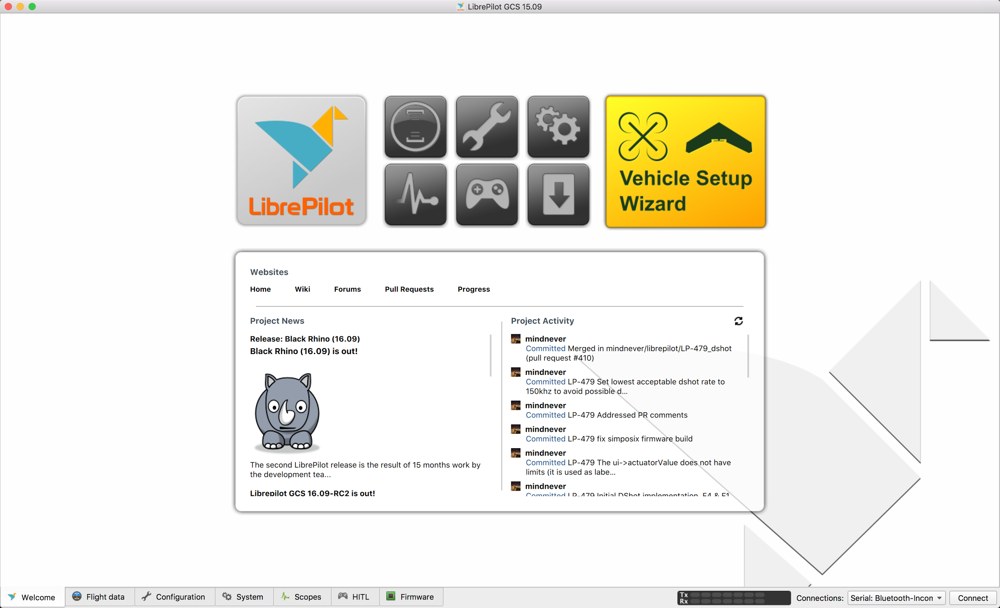 LibrePilot GCS 15.09
LibrePilot
Vehicle Setup
Wizard
Websites
Home Wiki Forums Pull Requests Progress
Project News
Release: Black Rhino (16.09)
Black Rhino (16.09) is out!
The second LibrePilot release is the result of 15 months work by
the development tea...
Librepilot GCS 16.09-RC2 is out!
Project Activity
mindnever
Committed Merged in mindnever/librepilot/LP-479_dshot
(pull request #410)
mindnever
Committed LP-479 Set lowest acceptable dshot rate to
150khz to avoid possible d...
mindnever
Committed LP-479 Addressed PR comments
mindnever
Committed LP-479 fix simposix firmware build
mindnever
Committed LP-479 The ui->actuatorValue does not have
limits (it is used as labe...
mindnever
Committed LP-479 Initial DShot implementation, F4 & F1
Welcome Flight data Configuration System Scopes HITL Firmware
Tx
Rx
Connections: Serial: Bluetooth-Incon Connect